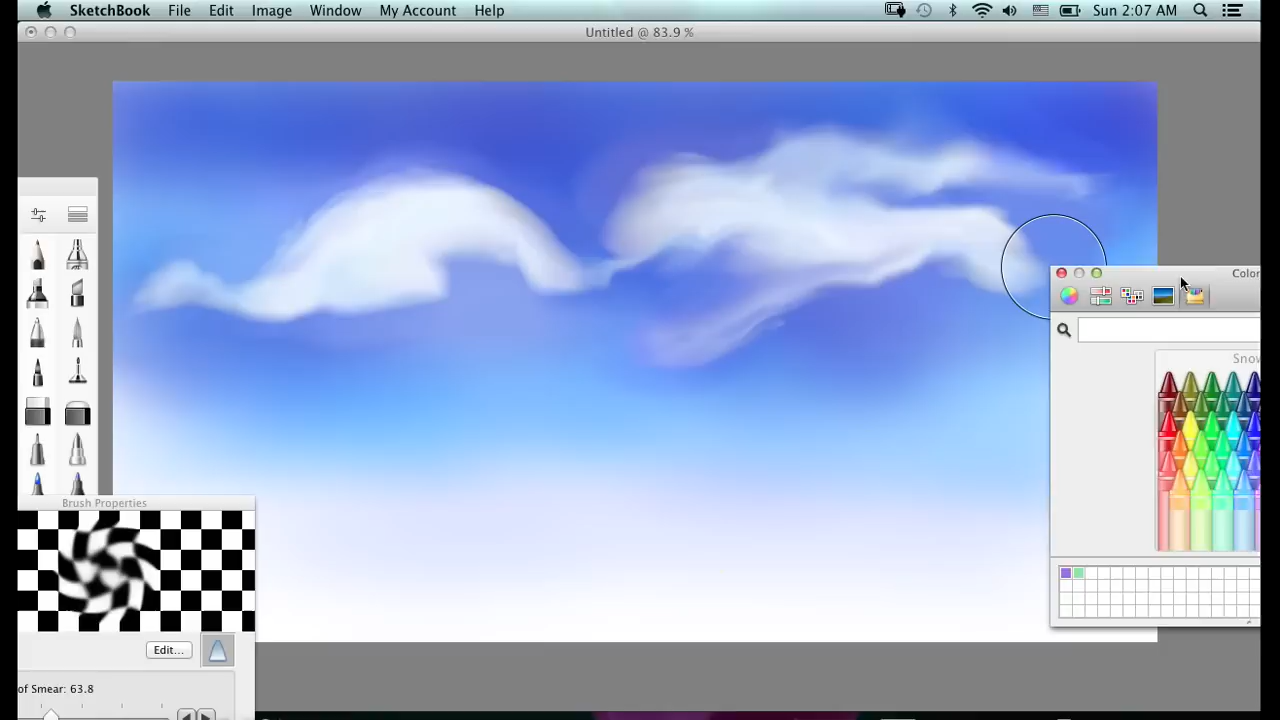 SketchBook File Edit Image Window My Account Help Sun 2:07 AM
Untitled @ 83.9 %
Color
Snow
Brush Properties
Edit...
of Smear: 63.8